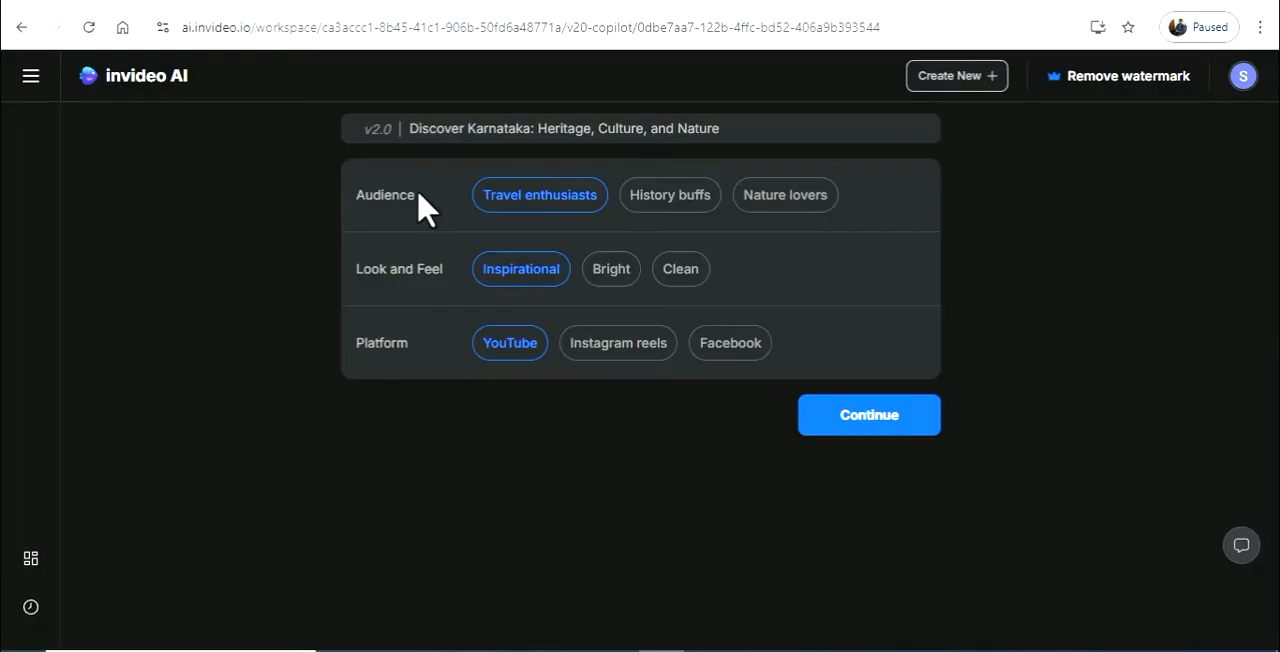 ai.invideo.io/workspace/ca3accc1-8b45-41c1-906b-50fd6a48771a/v20-copilot/0dbe7aa7-122b-4ffc-bd52-406a9b393544
Paused
invideo AI
Create New +
Remove watermark
S
v2.0 | Discover Karnataka: Heritage, Culture, and Nature
Audience Travel enthusiasts History buffs Nature lovers
Look and Feel Inspirational Bright Clean
Platform YouTube Instagram reels Facebook
Continue